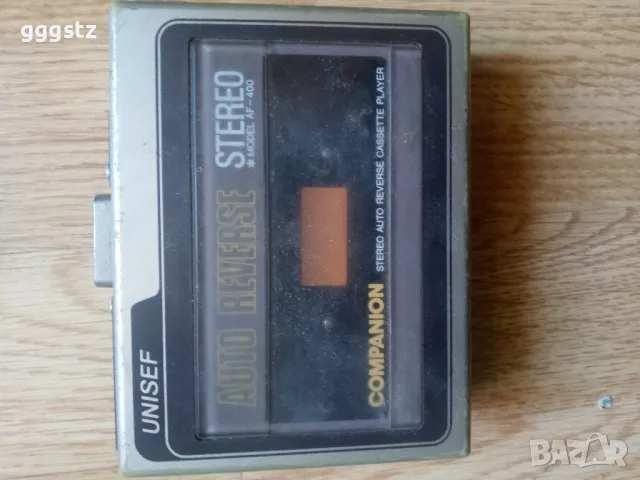 gggstz
UNISEF
AUTO REVERSE STEREO
* MODEL AF-400
COMPANION STEREO AUTO REVERSE CASSETTE PLAYER
BAZAR